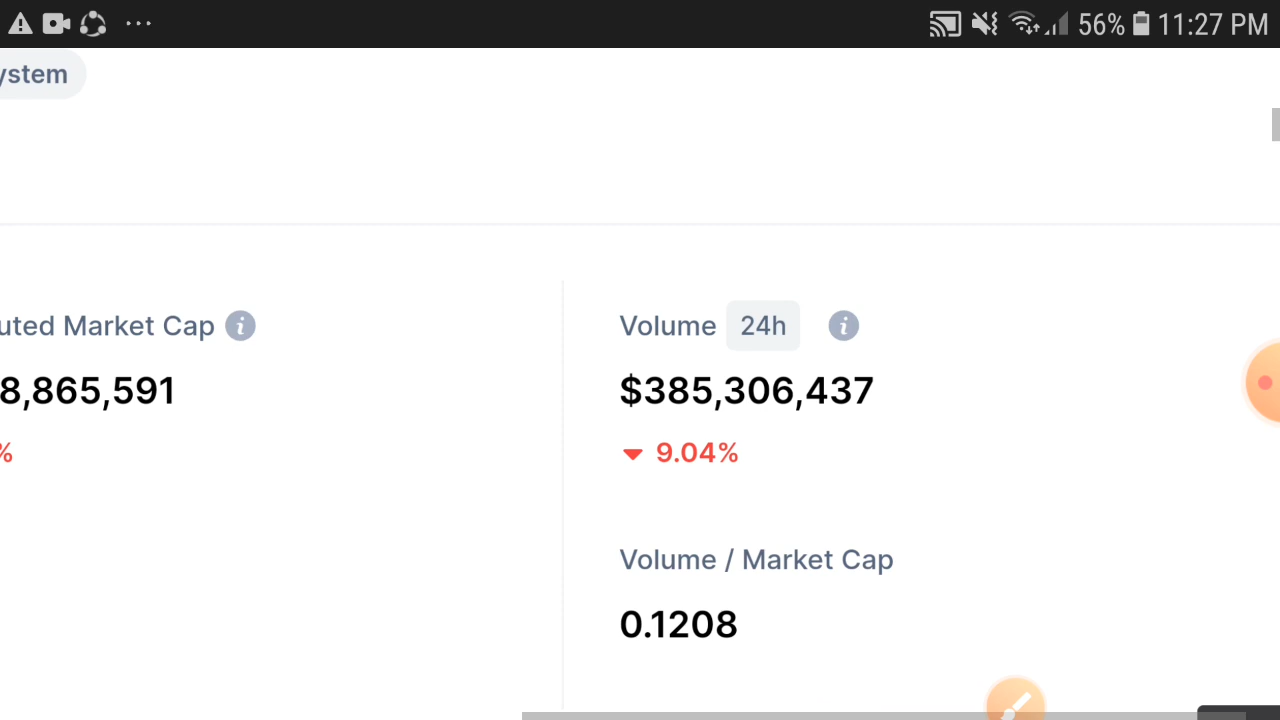 56% 11:27 PM
ystem
uted Market Cap
8,865,591
%
Volume 24h
$385,306,437
9.04%
Volume / Market Cap
0.1208